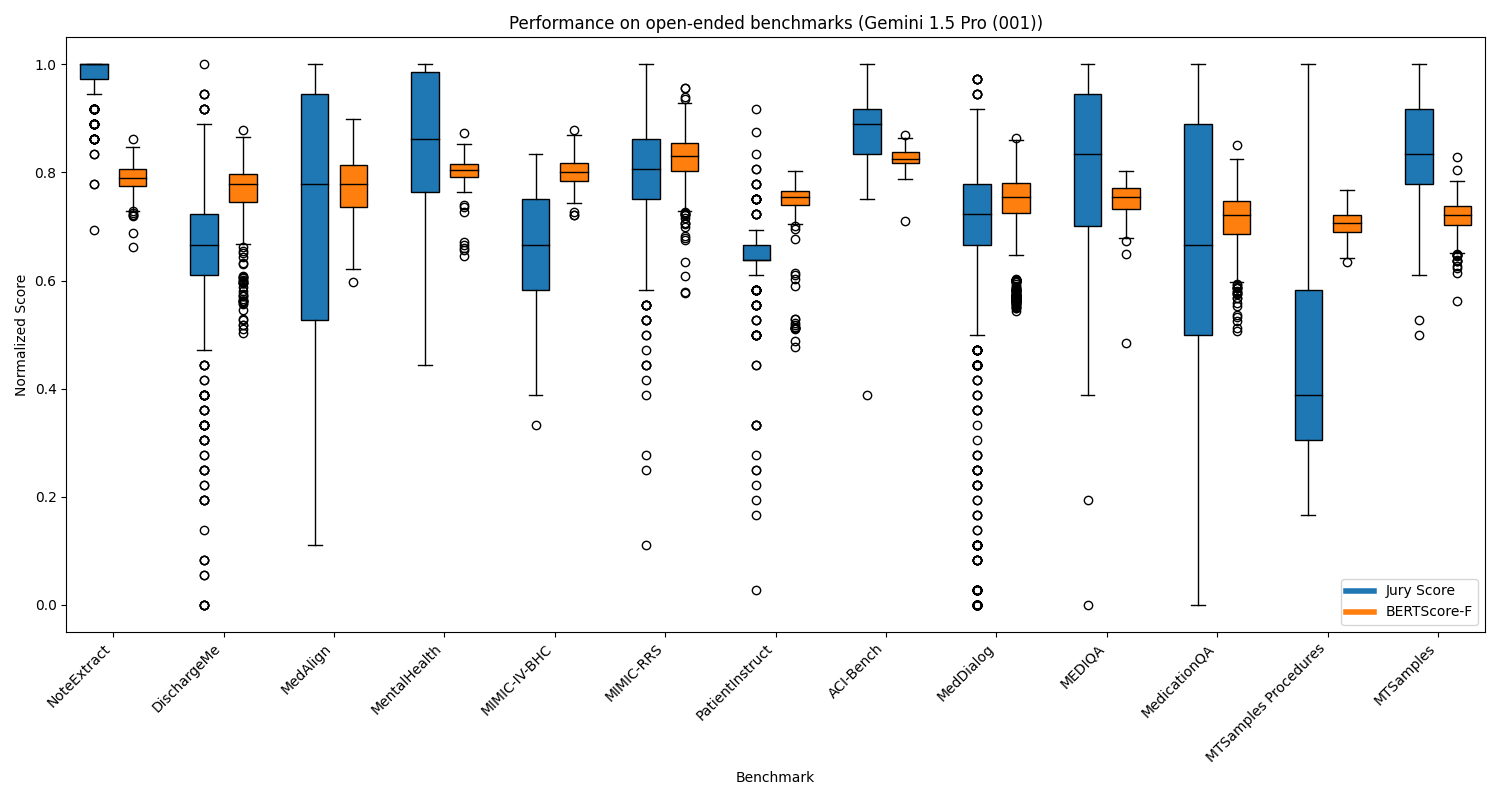 Performance on open-ended benchmarks (Gemini 1.5 Pro (001))
Normalized Score
1.0
0.8
0.6
0.4
0.2
0.0
Jury Score
BERTScore-F
NoteExtract
DischargeMe
MedAlign
MentalHealth
MIMIC-IV-BHC
MIMIC-RRS
PatientInstruct
ACI-Bench
MedDialog
MEDIQA
MedicationQA
MTSamples Procedures
MTSamples
Benchmark